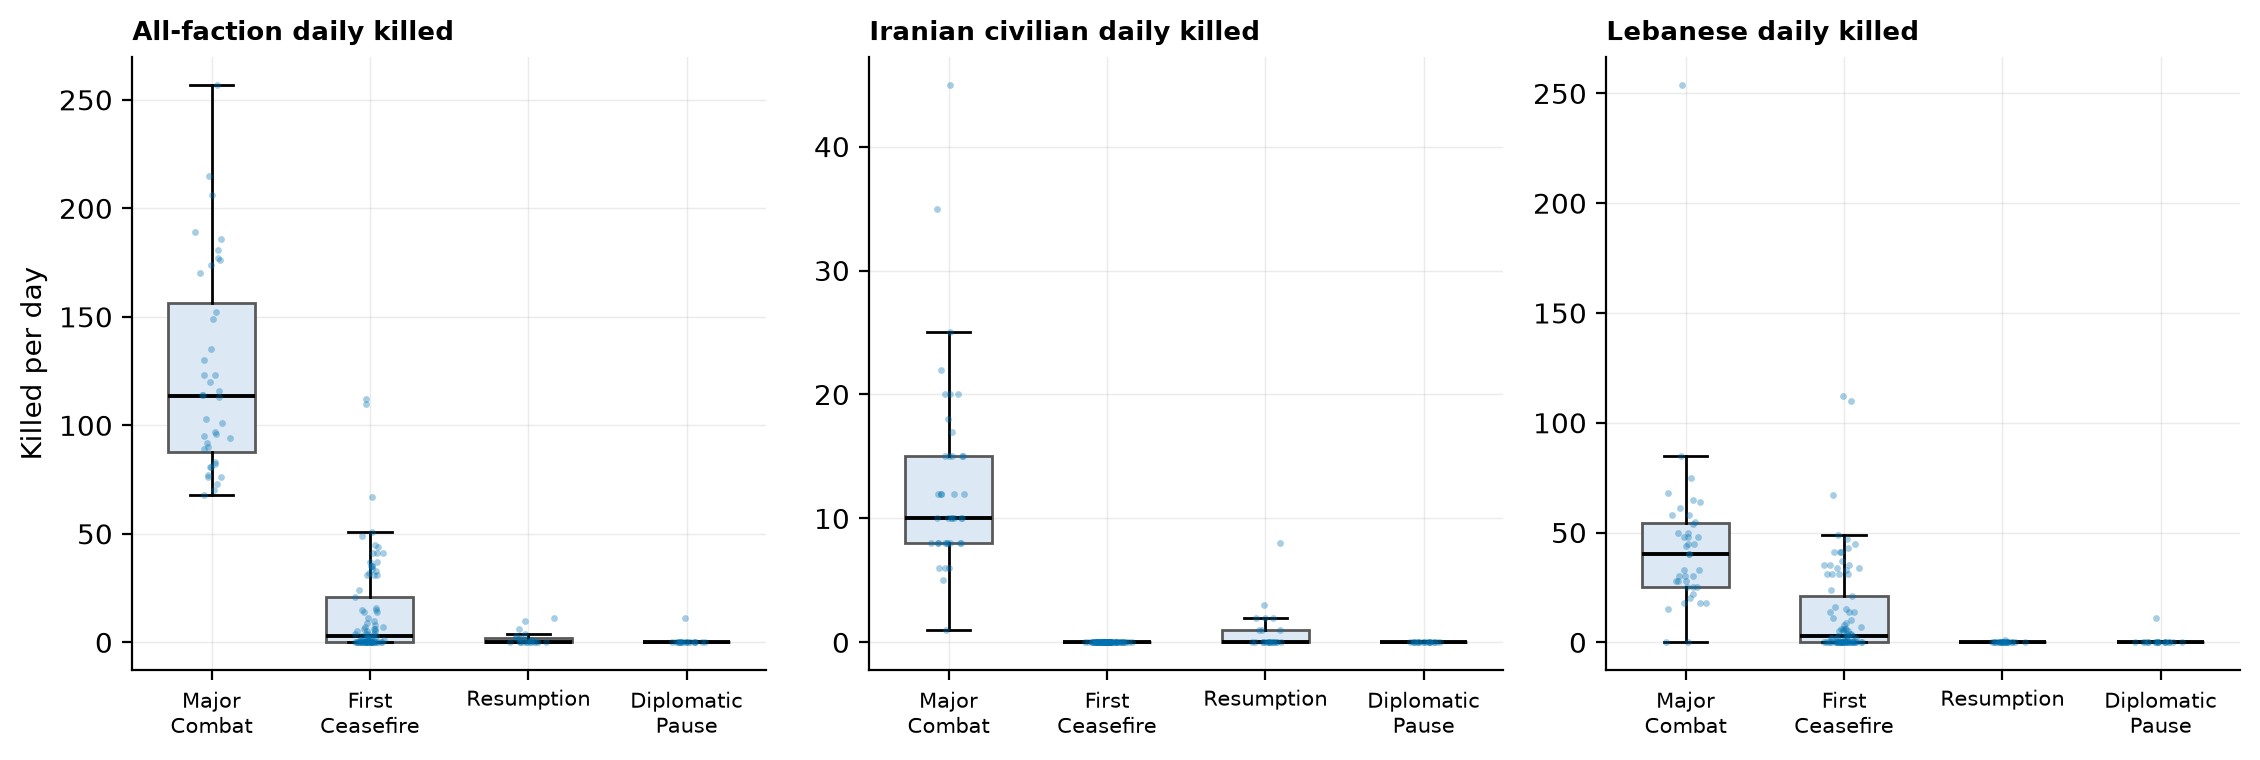 All-faction daily killed
Killed per day
250
200
150
100
50
0
Major
Combat
First
Ceasefire
Resumption
Diplomatic
Pause
Iranian civilian daily killed
40
30
20
10
0
Major
Combat
First
Ceasefire
Resumption
Diplomatic
Pause
Lebanese daily killed
250
200
150
100
50
0
Major
Combat
First
Ceasefire
Resumption
Diplomatic
Pause